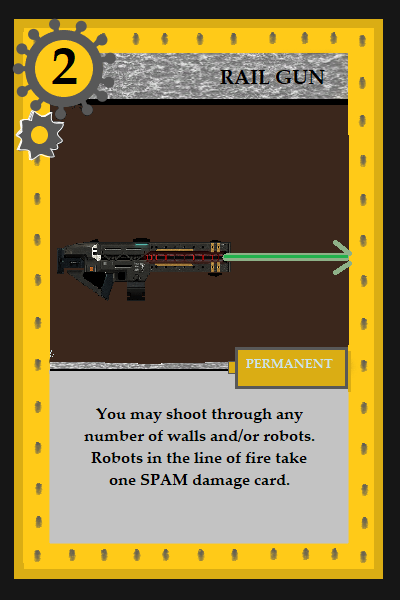 2
RAIL GUN
PERMANENT
You may shoot through any
number of walls and/or robots.
Robots in the line of fire take
one SPAM damage card.